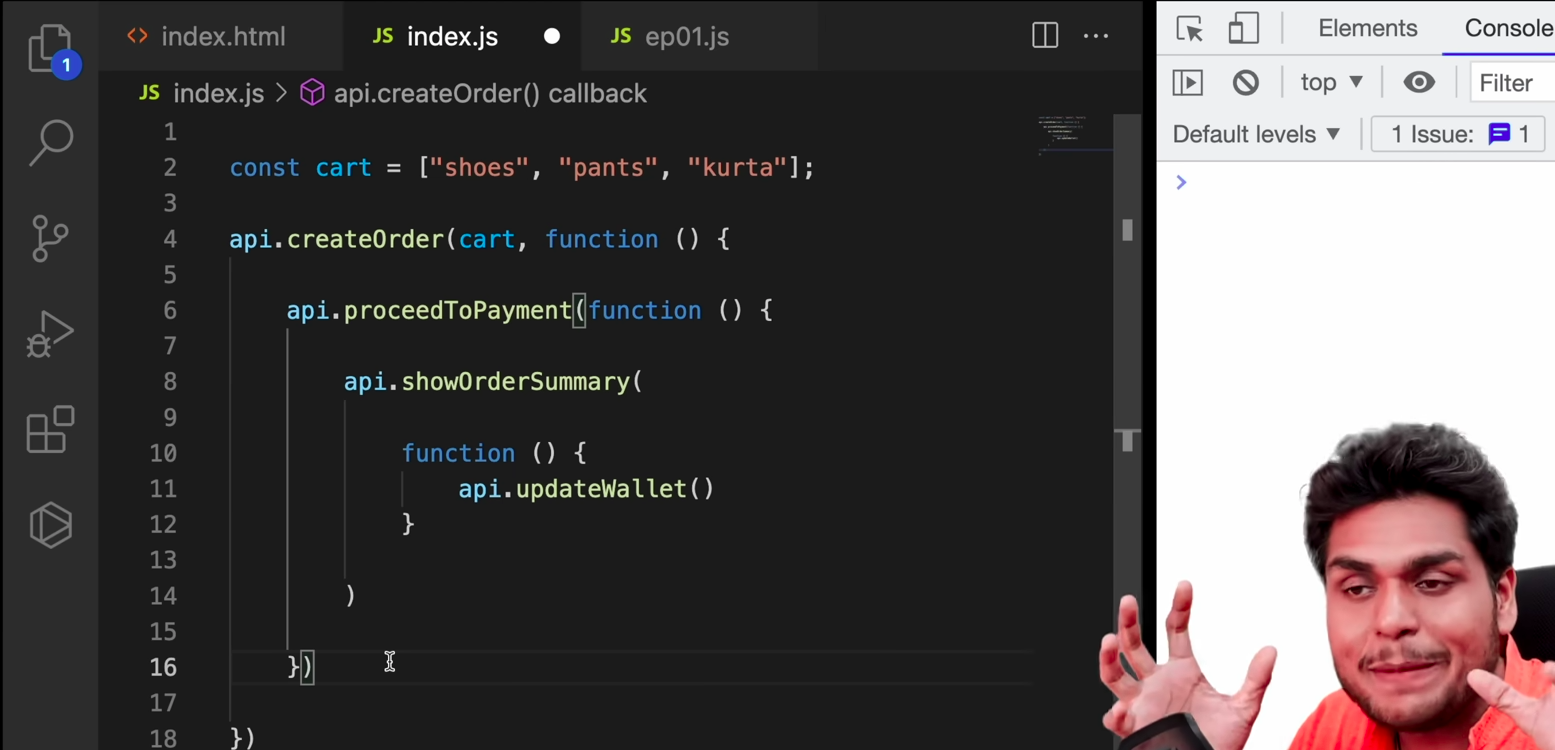 index.html
JS index.js
JS ep01.js
JS index.js > api.createOrder() callback
1
2 const cart = ["shoes", "pants", "kurta"];
3
4 api.createOrder(cart, function () {
5
6 api.proceedToPayment(function () {
7
8 api.showOrderSummary(
9
10 function () {
11 api.updateWallet()
12 }
13
14 )
15
16 })
17
18 })
1
Elements Console
top Filter
Default levels 1 Issue: 1
>